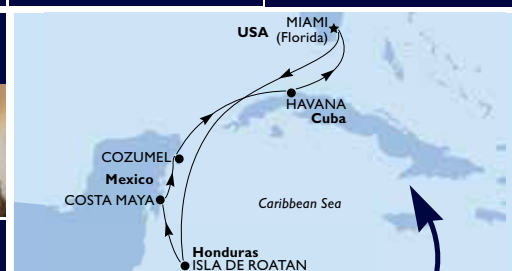 MIAMI
USA (Florida)
HAVANA
Cuba
COZUMEL
Mexico
COSTA MAYA
Caribbean Sea
Honduras
ISLA DE ROATAN